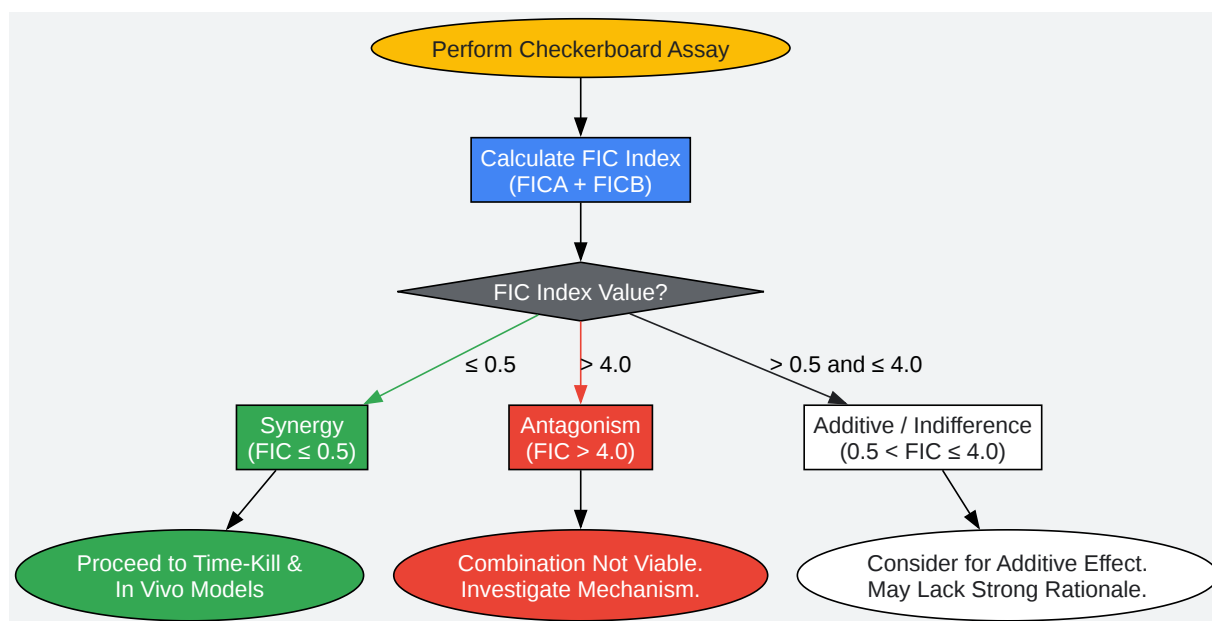 Perform Checkerboard Assay
Calculate FIC Index
(FICA + FICB)
FIC Index Value?
≤ 0.5
> 4.0
> 0.5 and ≤ 4.0
Synergy
(FIC ≤ 0.5)
Antagonism
(FIC > 4.0)
Additive / Indifference
(0.5 < FIC ≤ 4.0)
Proceed to Time-Kill &
In Vivo Models
Combination Not Viable.
Investigate Mechanism.
Consider for Additive Effect.
May Lack Strong Rationale.